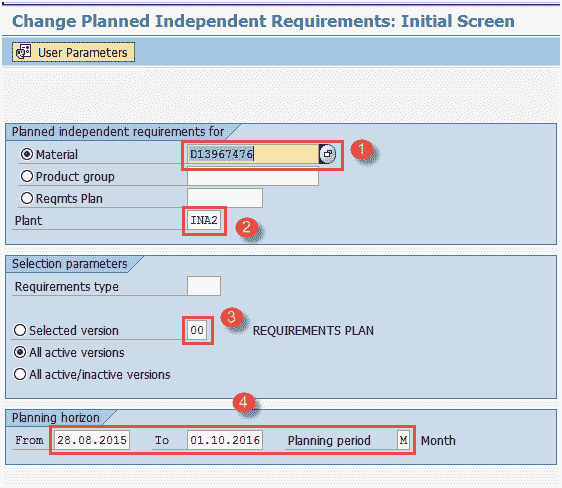 Change Planned Independent Requirements: Initial Screen
User Parameters
Planned independent requirements for
Material D13967476 1
Product group
Reqmts Plan
Plant INA2 2
Selection parameters
Requirements type
3
Selected version 00 REQUIREMENTS PLAN
All active versions
All active/inactive versions
4
Planning horizon
From 28.08.2015 To 01.10.2016 Planning period M Month